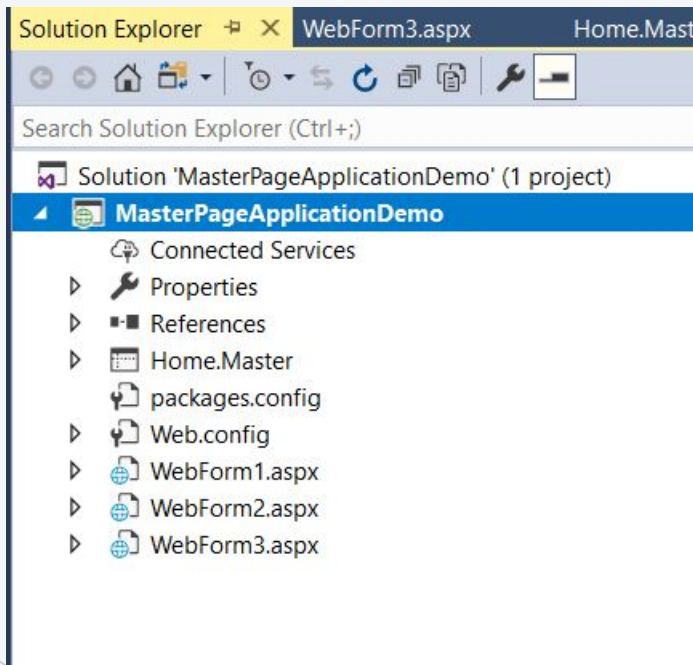 Solution Explorer WebForm3.aspx Home.Mast
Search Solution Explorer (Ctrl+;)
Solution 'MasterPageApplicationDemo' (1 project)
MasterPageApplicationDemo
Connected Services
Properties
References
Home.Master
packages.config
Web.config
WebForm1.aspx
WebForm2.aspx
WebForm3.aspx